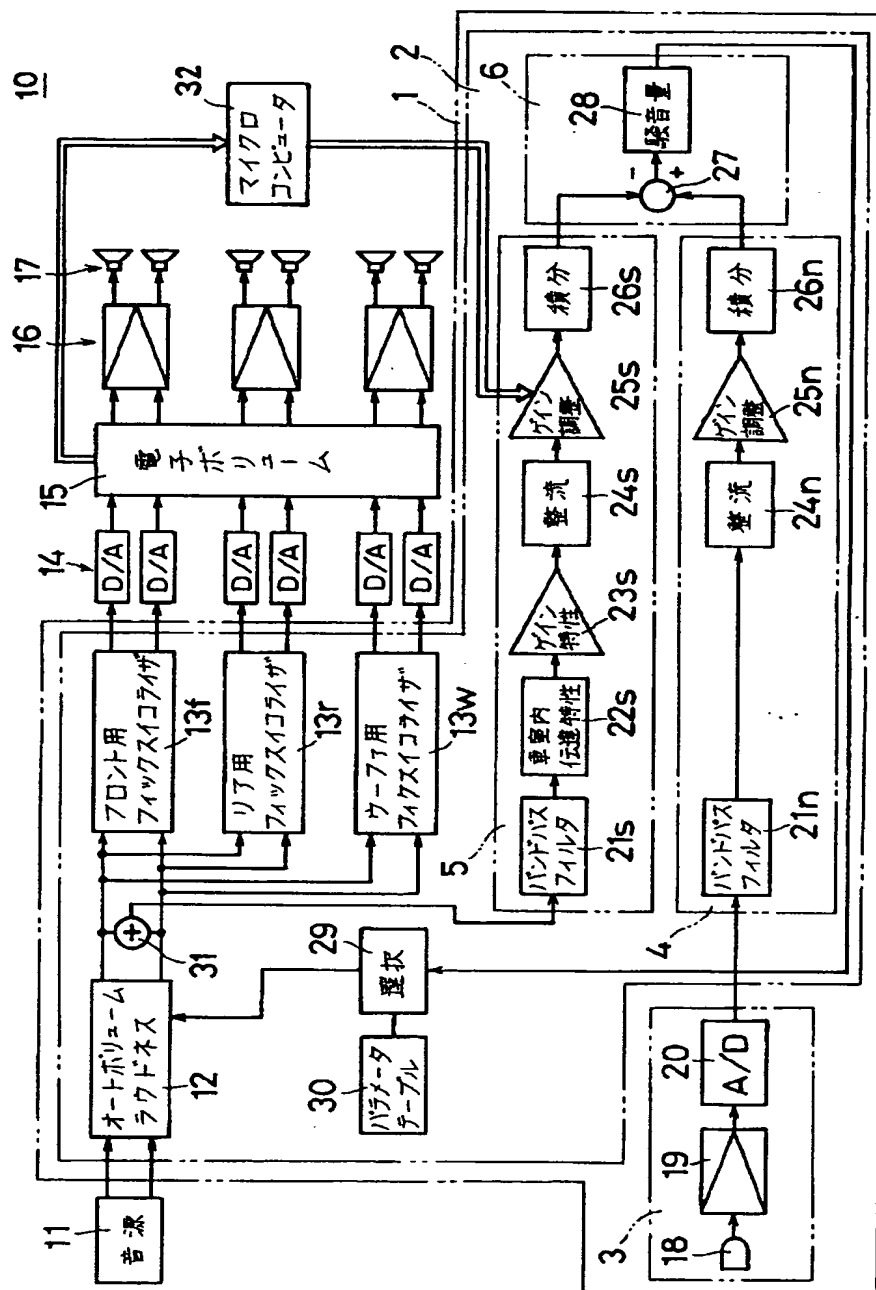 10
11
音源
オートボリューム
ラウドネス
12
31
フロント用
フィックスイコライザ
13f
リア用
フィックスイコライザ
13r
ウーファ用
フィクスイコライザ
13w
14
D/A
D/A
D/A
D/A
D/A
D/A
15
電子ボリューム
16
17
32
マイクロ
コンピュータ
29
選択
30
パラメータ
テーブル
1
2
5
バンドパス
フィルタ
21s
車室内
伝達特性
22s
ゲイン
特性
23s
整流
24s
ゲイン
調整
25s
積分
26s
6
28
騒音量
-
+
27
4
バンドパス
フィルタ
21n
整流
24n
ゲイン
調整
25n
積分
26n
3
18
19
20
A/D